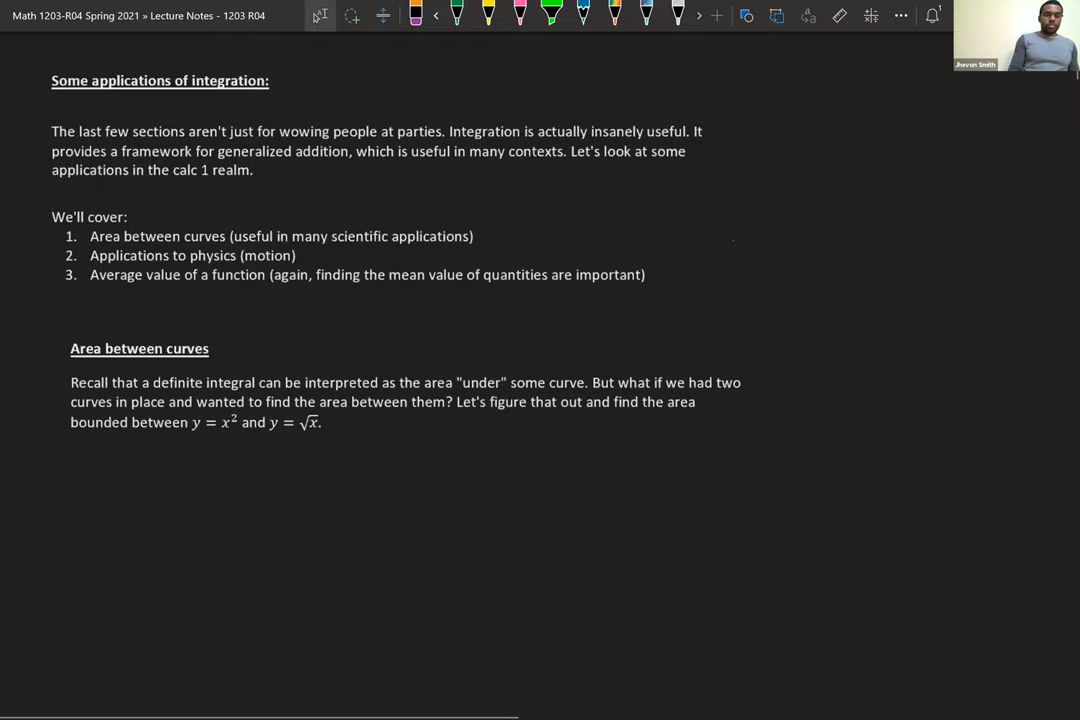 Math 1203-R04 Spring 2021 » Lecture Notes - 1203 R04
1
Jhevon Smith
Some applications of integration:
The last few sections aren't just for wowing people at parties. Integration is actually insanely useful. It
provides a framework for generalized addition, which is useful in many contexts. Let's look at some
applications in the calc 1 realm.
We'll cover:
1. Area between curves (useful in many scientific applications)
2. Applications to physics (motion)
3. Average value of a function (again, finding the mean value of quantities are important)
Area between curves
Recall that a definite integral can be interpreted as the area "under" some curve. But what if we had two
curves in place and wanted to find the area between them? Let's figure that out and find the area
bounded between y = x² and y = √x.